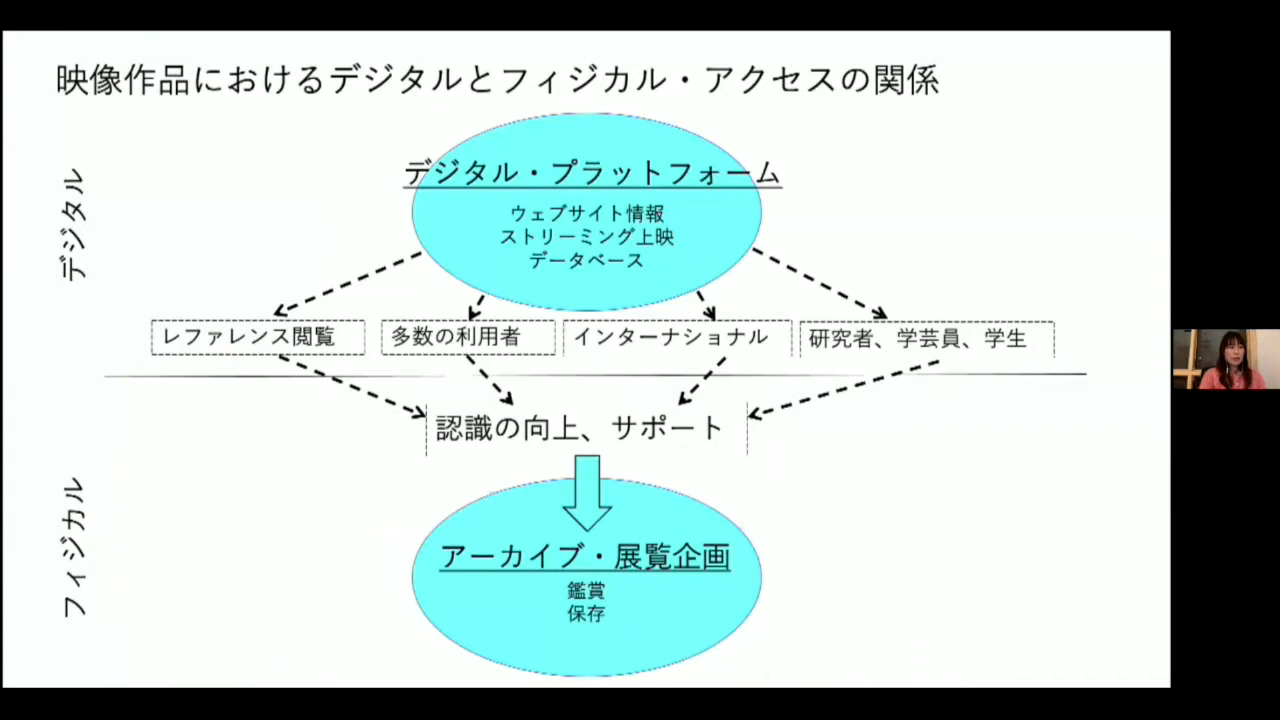 映像作品におけるデジタルとフィジカル・アクセスの関係
デジタル
デジタル・プラットフォーム
ウェブサイト情報
ストリーミング上映
データベース
レファレンス閲覧
多数の利用者
インターナショナル
研究者、学芸員、学生
認識の向上、サポート
フィジカル
アーカイブ・展覧企画
鑑賞
保存